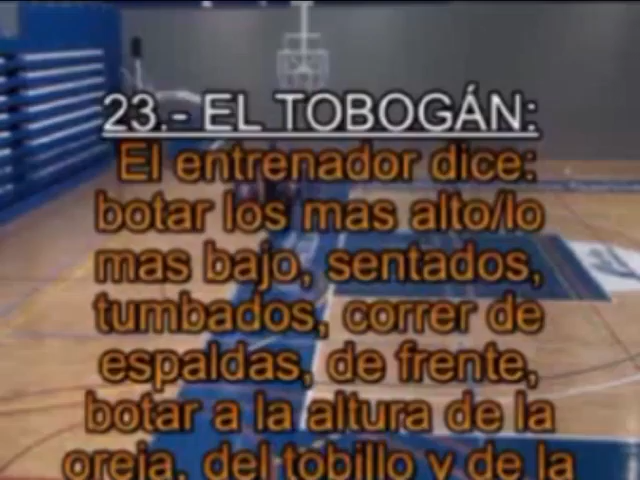 23.- EL TOBOGÁN:
El entrenador dice:
botar los mas alto/lo
mas bajo, sentados,
tumbados, correr de
espaldas, de frente,
botar a la altura de la
oreja, del tobillo y de la